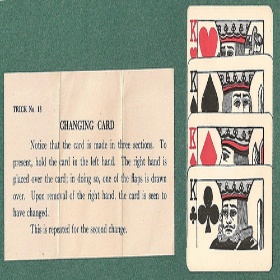 TRICK No. 15
CHANGING CARD
Notice that the card is made in three sections. To
present, hold the card in the left hand. The right hand is
glazed over the card; in doing so, one of the flaps is drawn
over. Upon removal of the right hand, the card is seen to
have changed.
This is repeated for the second change.
K
K
K
K